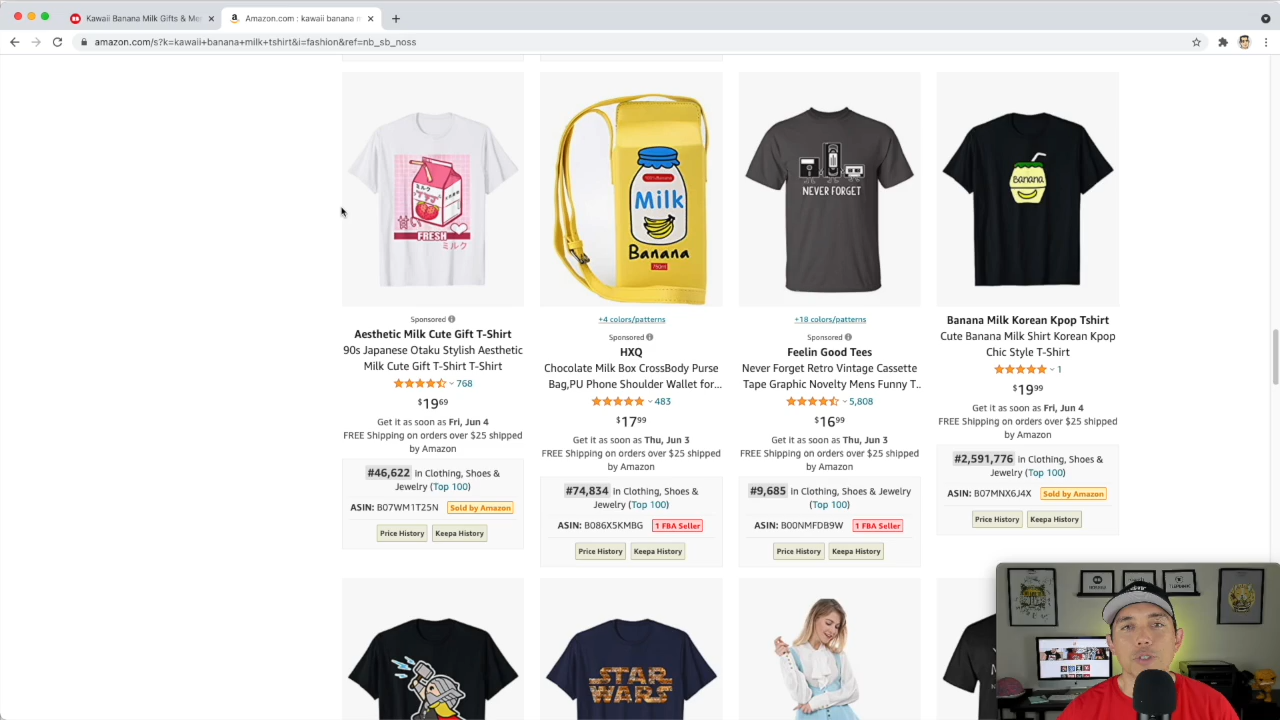 Kawaii Banana Milk Gifts & Me
Amazon.com : kawaii banana m
amazon.com/s?k=kawaii+banana+milk+tshirt&i=fashion&ref=nb_sb_noss
ミルク
甘い
FRESH
ミルク
100%Banana
Milk
Banana
750ml
NEVER FORGET
Banana
Sponsored
Aesthetic Milk Cute Gift T-Shirt
90s Japanese Otaku Stylish Aesthetic
Milk Cute Gift T-Shirt T-Shirt
768
$19 69
Get it as soon as Fri, Jun 4
FREE Shipping on orders over $25 shipped
by Amazon
#46,622 in Clothing, Shoes &
Jewelry (Top 100)
ASIN: B07WM1T25N Sold by Amazon
Price History Keepa History
+4 colors/patterns
Sponsored
HXQ
Chocolate Milk Box CrossBody Purse
Bag,PU Phone Shoulder Wallet for...
483
$17 99
Get it as soon as Thu, Jun 3
FREE Shipping on orders over $25 shipped
by Amazon
#74,834 in Clothing, Shoes &
Jewelry (Top 100)
ASIN: B086X5KMBG 1 FBA Seller
Price History Keepa History
+18 colors/patterns
Sponsored
Feelin Good Tees
Never Forget Retro Vintage Cassette
Tape Graphic Novelty Mens Funny T...
5,808
$16 99
Get it as soon as Thu, Jun 3
FREE Shipping on orders over $25 shipped
by Amazon
#9,685 in Clothing, Shoes & Jewelry
(Top 100)
ASIN: B00NMFDB9W 1 FBA Seller
Price History Keepa History
Banana Milk Korean Kpop Tshirt
Cute Banana Milk Shirt Korean Kpop
Chic Style T-Shirt
1
$19 99
Get it as soon as Fri, Jun 4
FREE Shipping on orders over $25 shipped
by Amazon
#2,591,776 in Clothing, Shoes &
Jewelry (Top 100)
ASIN: B07MNX6J4X Sold by Amazon
Price History Keepa History
STAR
WARS